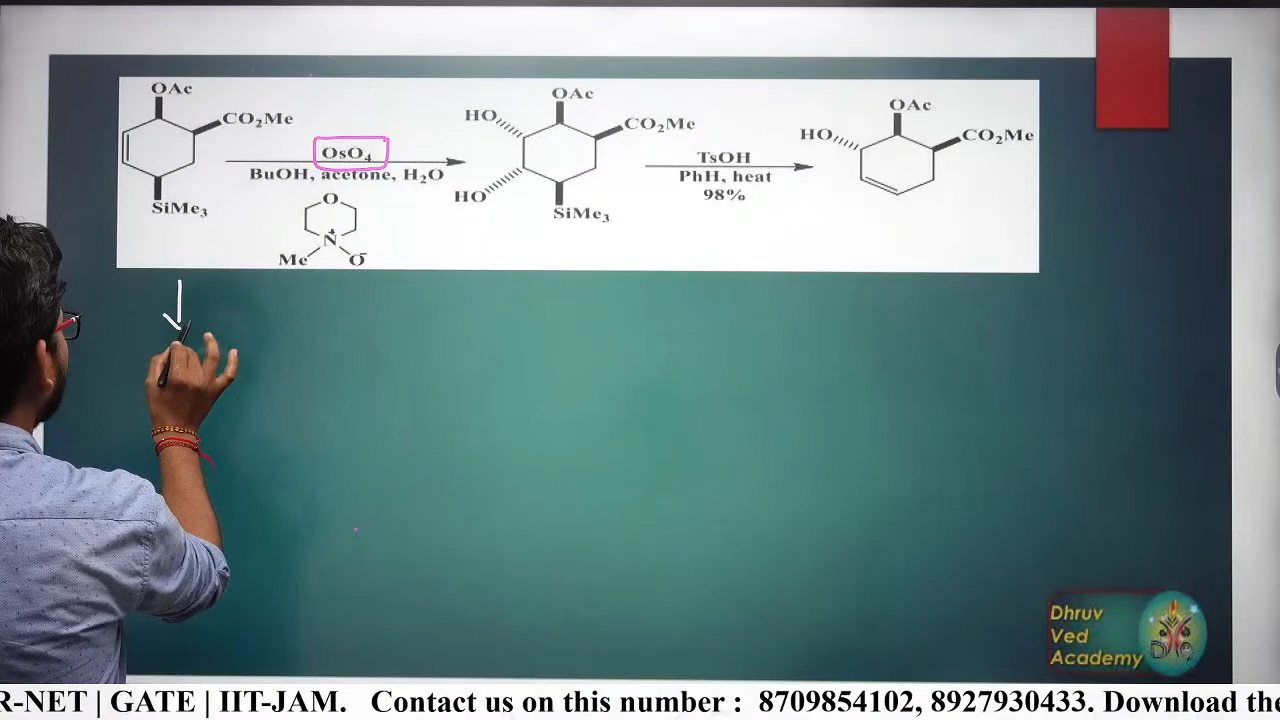 OAc
CO₂Me
SiMe₃
OsO₄
BuOH, acetone, H₂O
O
N
+
Me
O
-
HO
OAc
CO₂Me
HO
SiMe₃
TsOH
PhH, heat
98%
HO
OAc
CO₂Me
Dhruv
Ved
Academy
R-NET | GATE | IIT-JAM. Contact us on this number : 8709854102, 8927930433. Download the